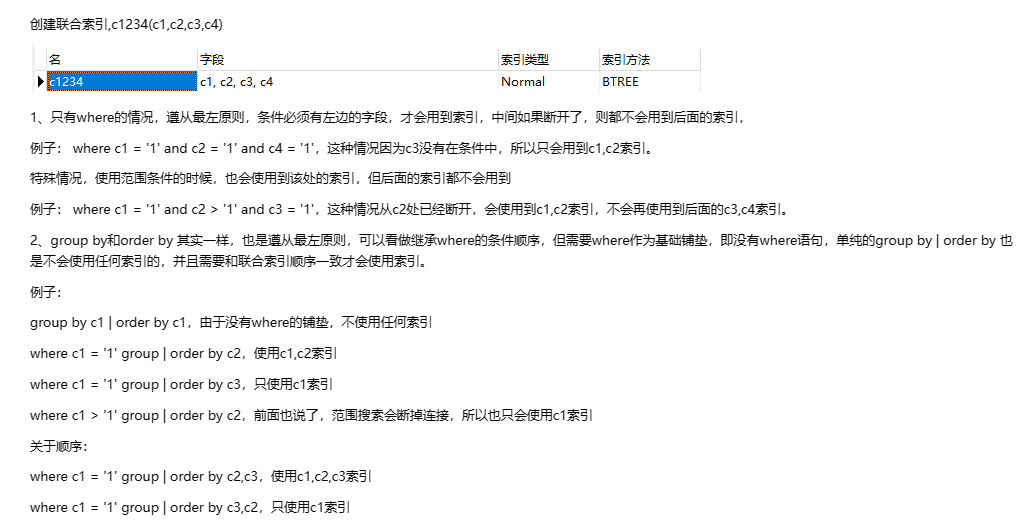 创建联合索引,c1234(c1,c2,c3,c4)
名 字段 索引类型 索引方法
c1234 c1, c2, c3, c4 Normal BTREE
1、只有where的情况，遵从最左原则，条件必须有左边的字段，才会用到索引，中间如果断开了，则都不会用到后面的索引，
例子： where c1 = '1' and c2 = '1' and c4 = '1'，这种情况因为c3没有在条件中，所以只会用到c1,c2索引。
特殊情况，使用范围条件的时候，也会使用到该处的索引，但后面的索引都不会用到
例子： where c1 = '1' and c2 > '1' and c3 = '1'，这种情况从c2处已经断开，会使用到c1,c2索引，不会再使用到后面的c3,c4索引。
2、group by和order by 其实一样，也是遵从最左原则，可以看做继承where的条件顺序，但需要where作为基础铺垫，即没有where语句，单纯的group by | order by 也
是不会使用任何索引的，并且需要和联合索引顺序一致才会使用索引。
例子：
group by c1 | order by c1，由于没有where的铺垫，不使用任何索引
where c1 = '1' group | order by c2，使用c1,c2索引
where c1 = '1' group | order by c3，只使用c1索引
where c1 > '1' group | order by c2，前面也说了，范围搜索会断掉连接，所以也只会使用c1索引
关于顺序：
where c1 = '1' group | order by c2,c3，使用c1,c2,c3索引
where c1 = '1' group | order by c3,c2，只使用c1索引